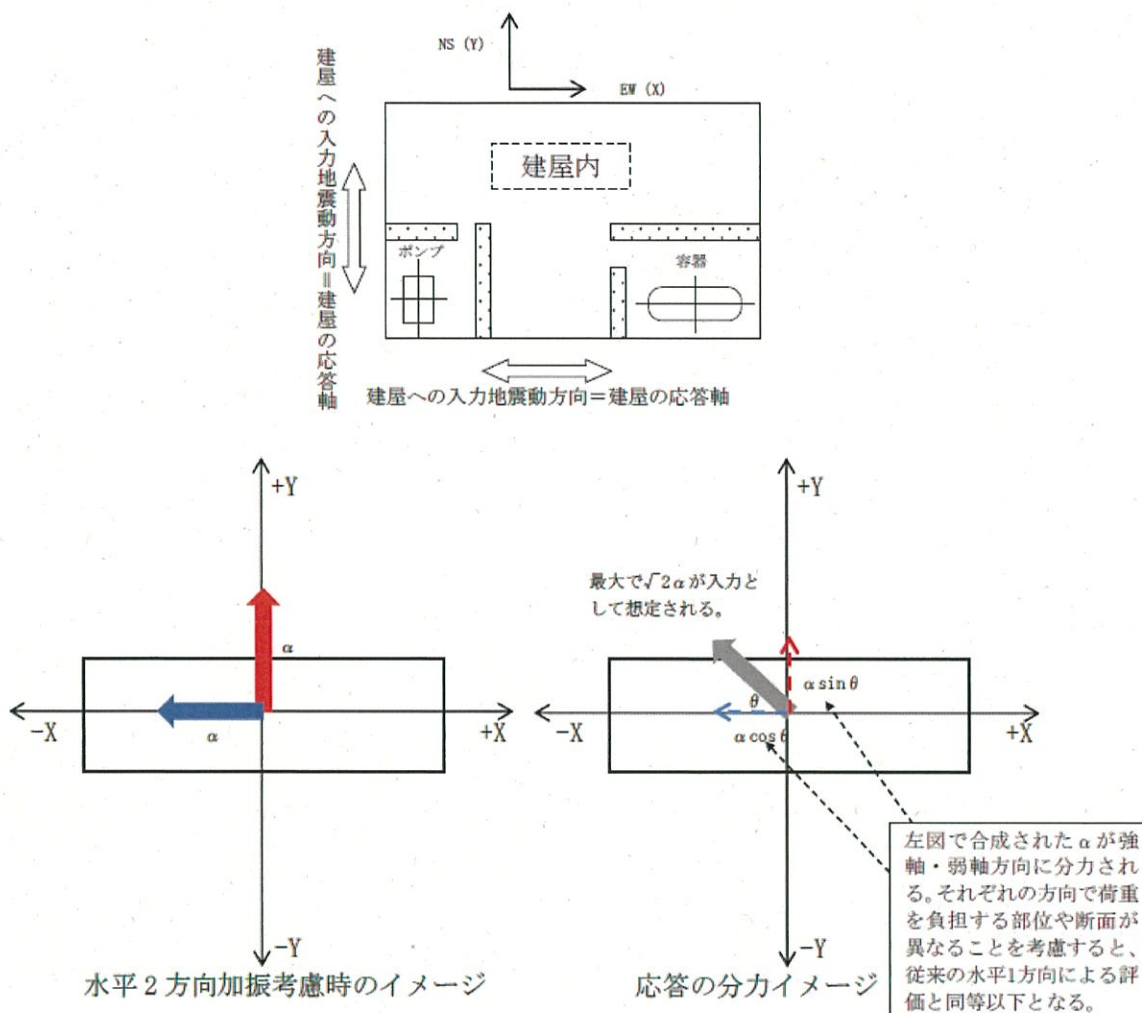 NS (Y)
EW (X)
建屋への入力地震動方向＝建屋の応答軸
建屋内
ポンプ
容器
建屋への入力地震動方向＝建屋の応答軸
+Y
α
-X
α
+X
-Y
水平2方向加振考慮時のイメージ
+Y
最大で√2αが入力と
して想定される。
α sin θ
θ
-X
α cos θ
+X
-Y
応答の分力イメージ
左図で合成されたαが強
軸・弱軸方向に分力され
る。それぞれの方向で荷重
を負担する部位や断面が
異なることを考慮すると、
従来の水平1方向による評
価と同等以下となる。